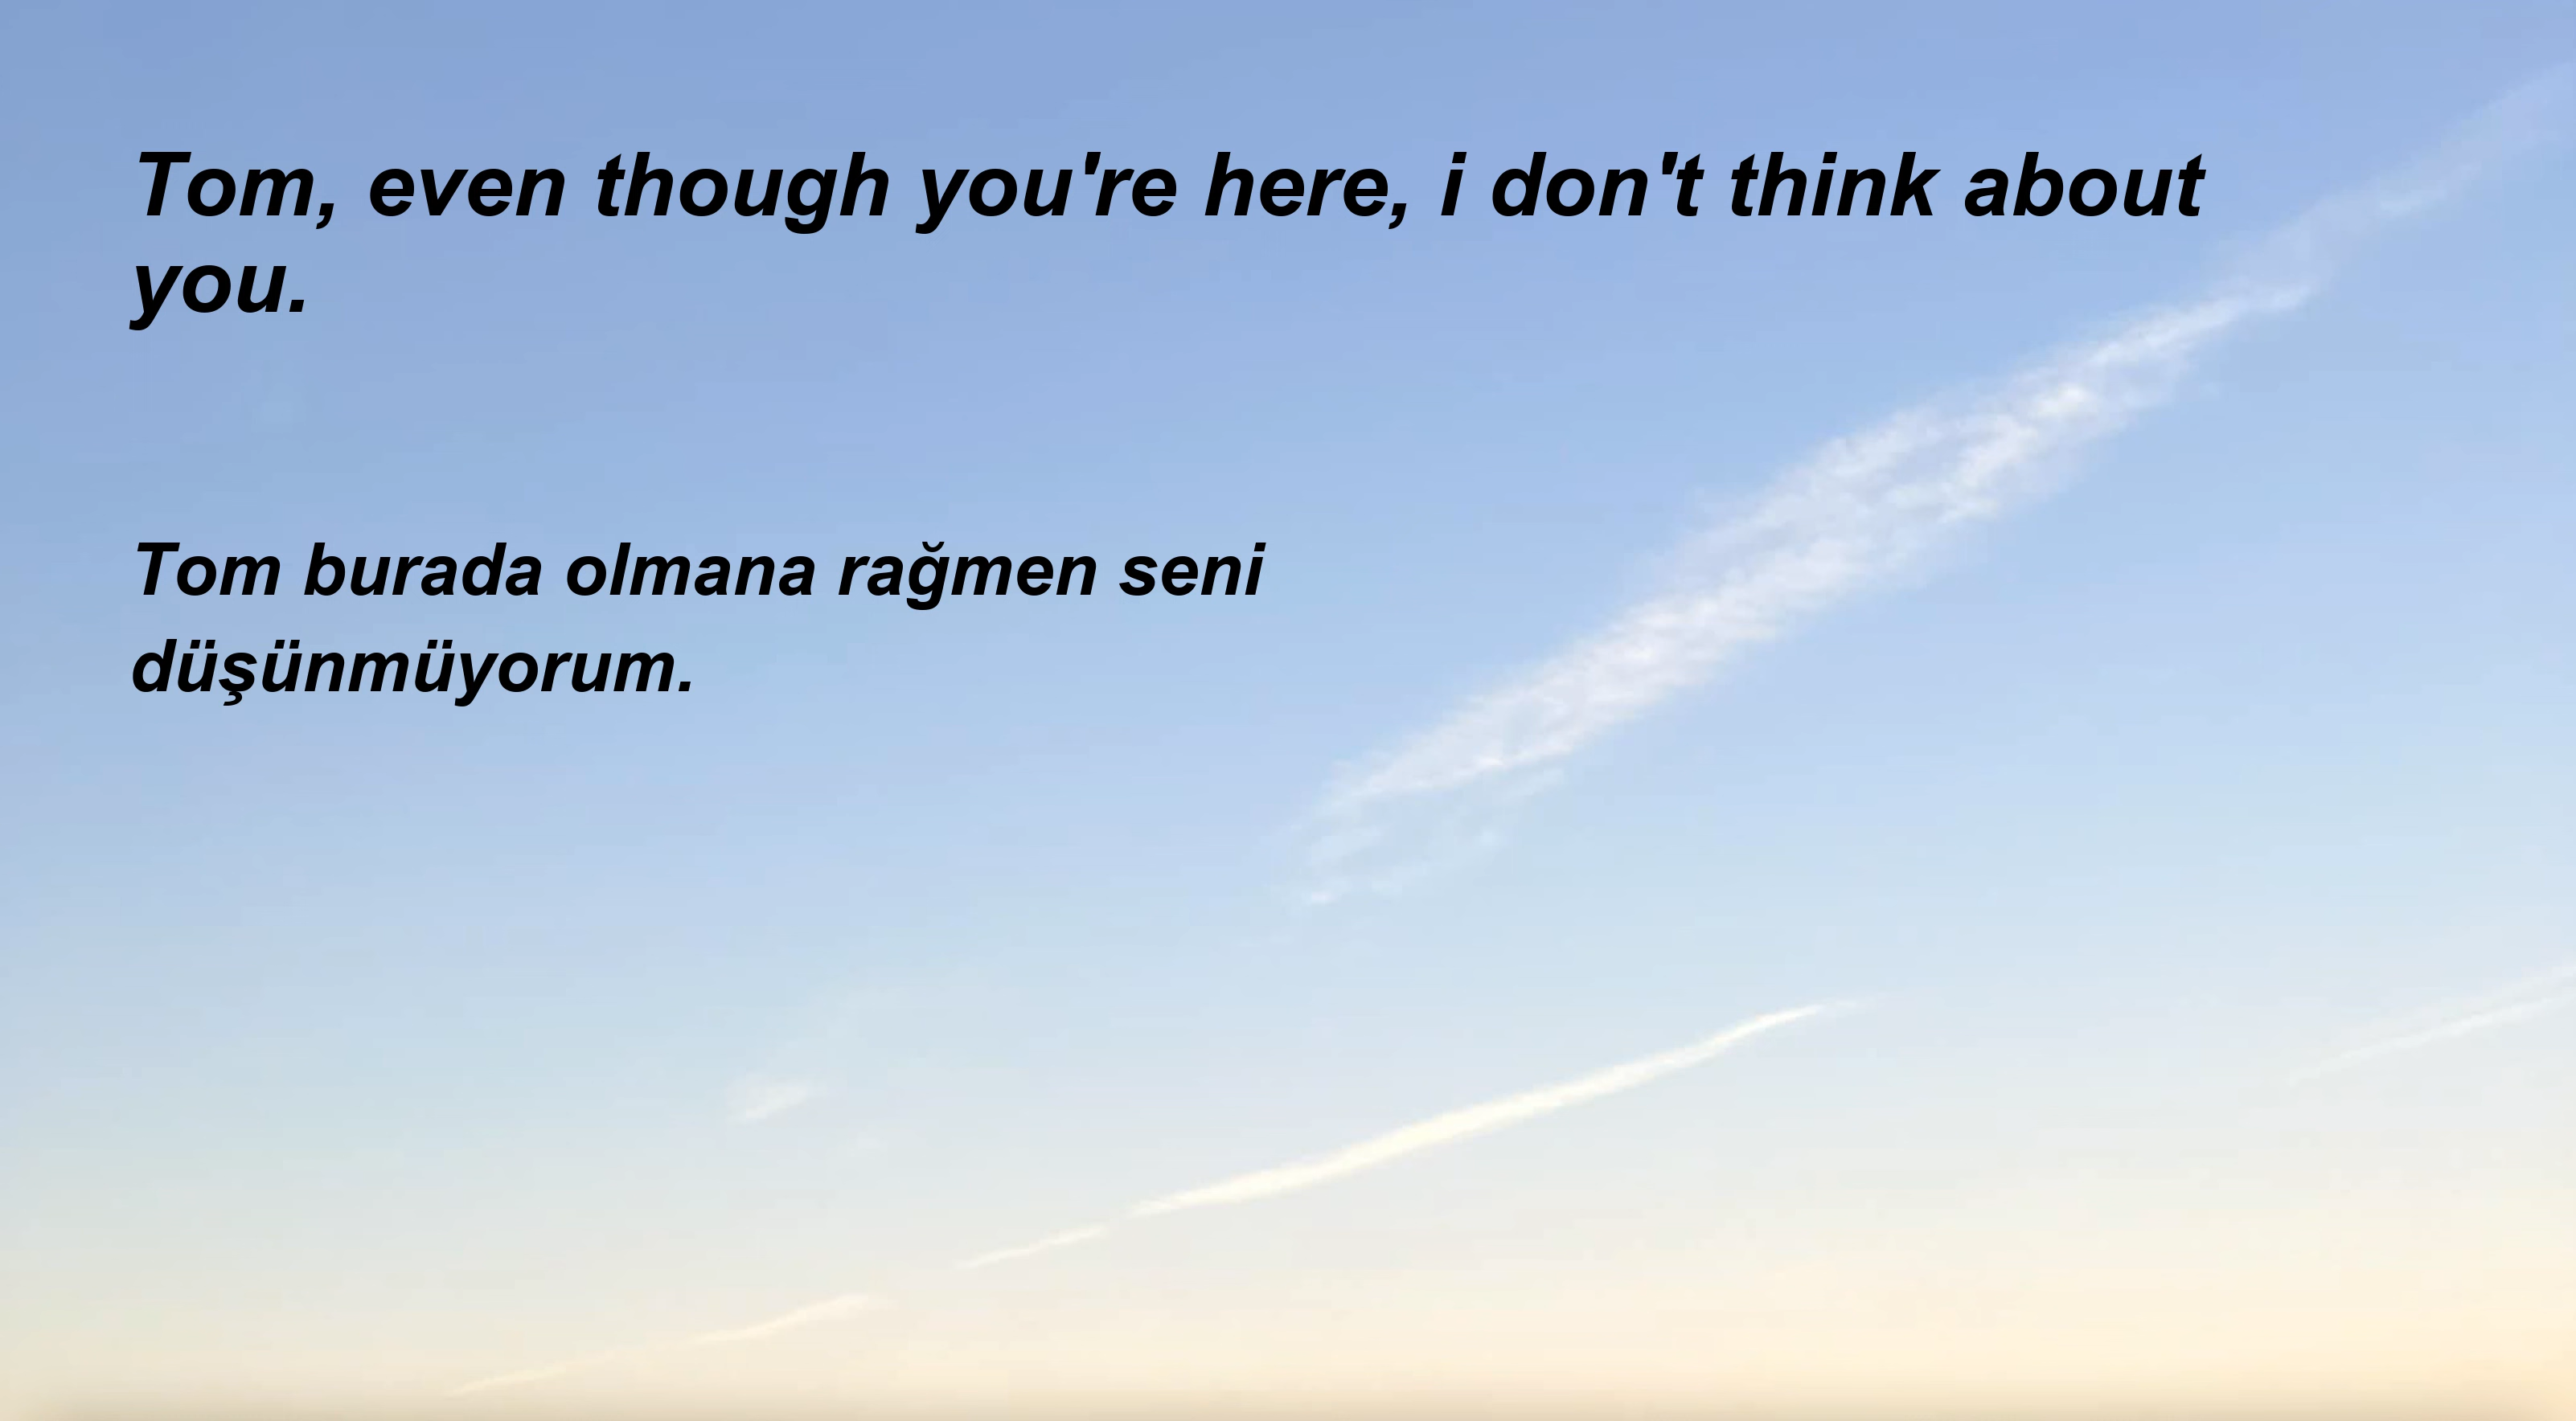 Tom, even though you're here, i don't think about
you.
Tom burada olmana rağmen seni
düşünmüyorum.